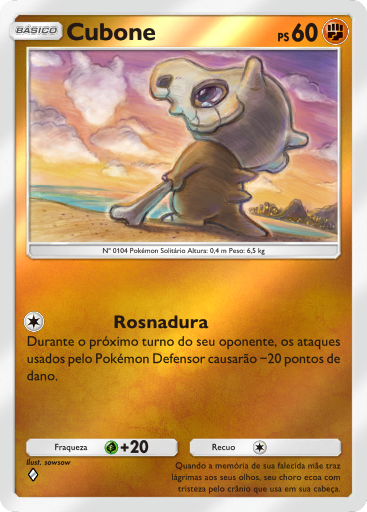 BÁSICO Cubone PS 60
Nº 0104 Pokémon Solitário Altura: 0,4 m Peso: 6,5 kg
Rosnadura
Durante o próximo turno do seu oponente, os ataques
usados pelo Pokémon Defensor causarão −20 pontos de
dano.
Fraqueza +20 Recuo
Ilust. sowsow
Quando a memória de sua falecida mãe traz
lágrimas aos seus olhos, seu choro ecoa com
tristeza pelo crânio que usa em sua cabeça.